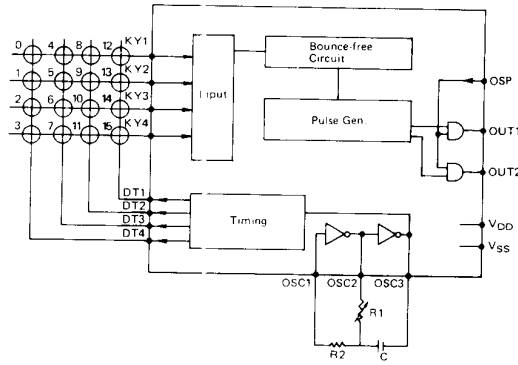 0 4 8 12 KY1
1 5 9 13 KY2
2 6 10 14 KY3
3 7 11 15 KY4
Input
Bounce-free
Circuit
Pulse Gen.
OSP
OUT1
OUT2
DT1
DT2
DT3
DT4
Timing
VDD
VSS
OSC1 OSC2 OSC3
R1
R2 C